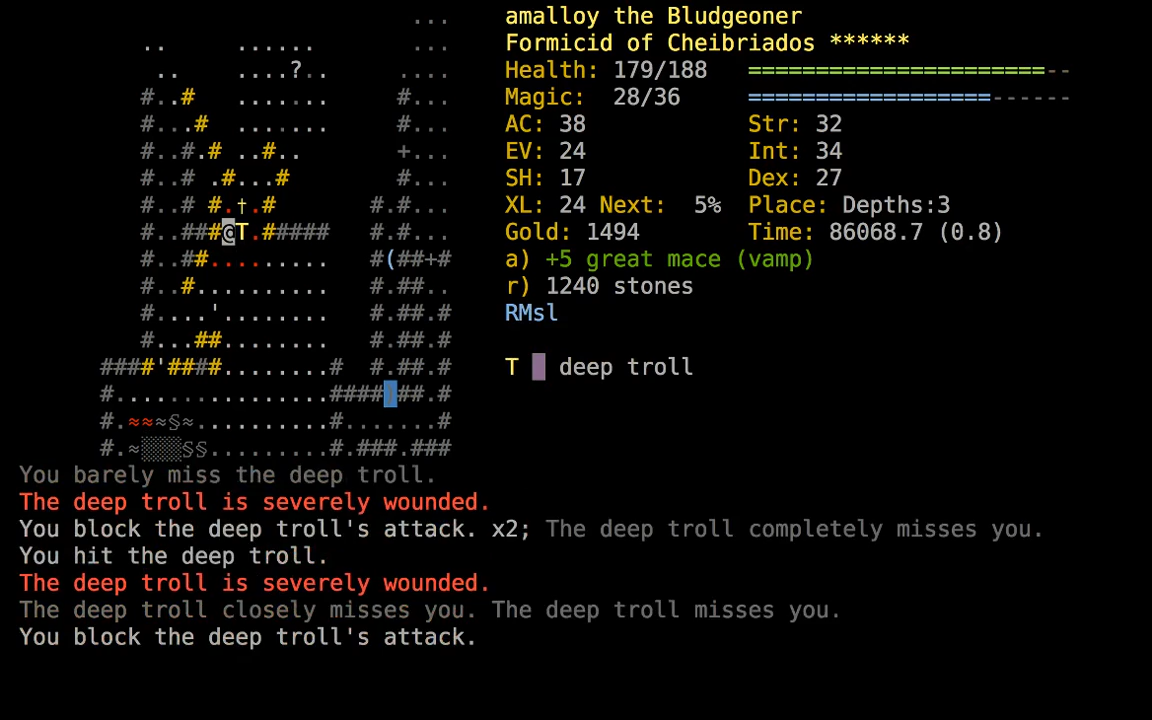 amalloy the Bludgeoner
Formicid of Cheibriados ******
Health: 179/188
Magic: 28/36
AC: 38 Str: 32
EV: 24 Int: 34
SH: 17 Dex: 27
XL: 24 Next: 5% Place: Depths:3
Gold: 1494 Time: 86068.7 (0.8)
a) +5 great mace (vamp)
r) 1240 stones
RMsl
T deep troll
You barely miss the deep troll.
The deep troll is severely wounded.
You block the deep troll's attack. x2; The deep troll completely misses you.
You hit the deep troll.
The deep troll is severely wounded.
The deep troll closely misses you. The deep troll misses you.
You block the deep troll's attack.